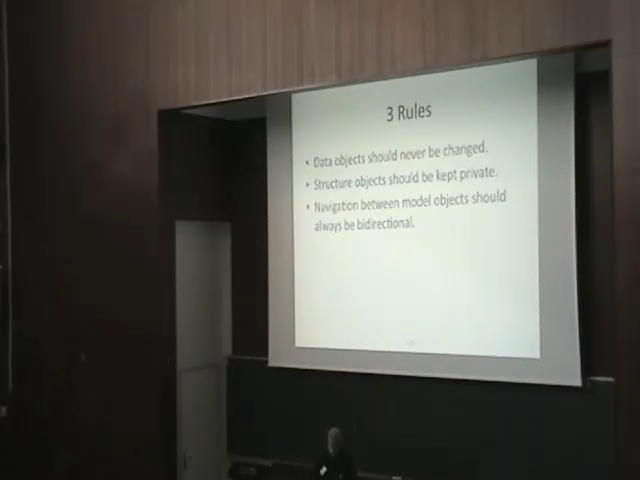 3 Rules
• Data objects should never be changed.
• Structure objects should be kept private.
• Navigation between model objects should
always be bidirectional.